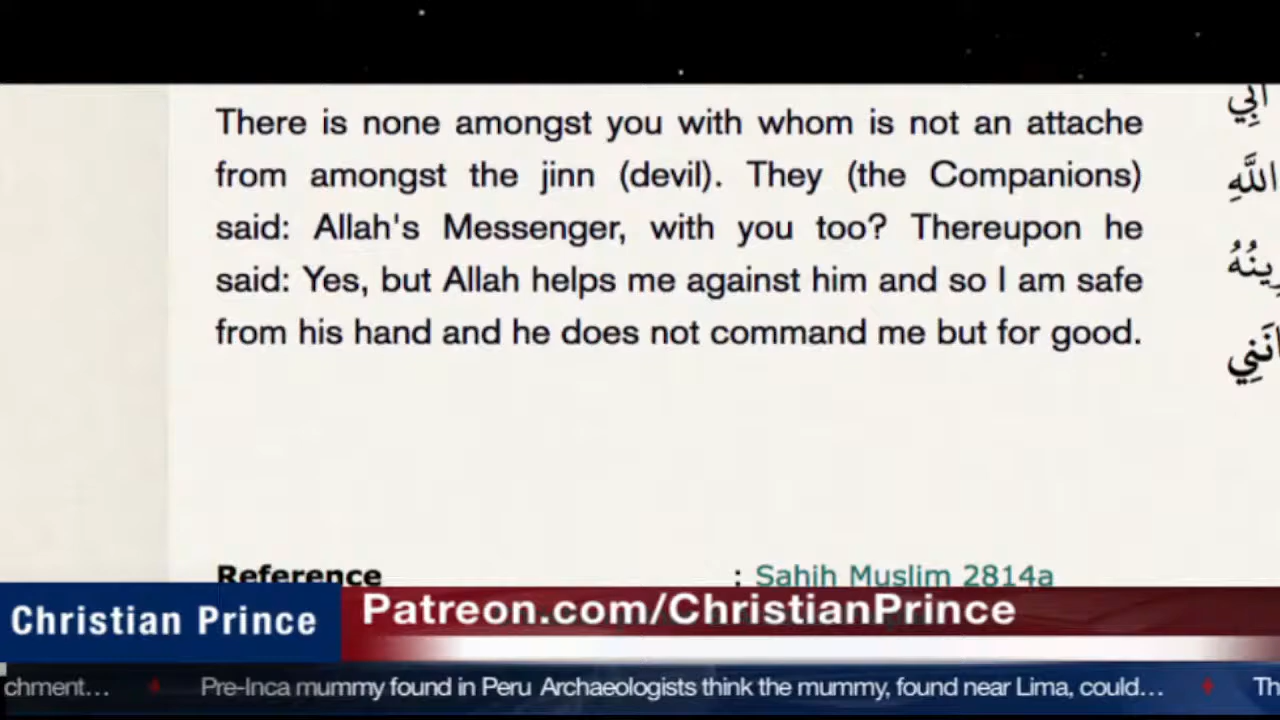 There is none amongst you with whom is not an attache
from amongst the jinn (devil). They (the Companions)
said: Allah's Messenger, with you too? Thereupon he
said: Yes, but Allah helps me against him and so I am safe
from his hand and he does not command me but for good.
أبي
الله
Reference : Sahih Muslim 2814a
Christian Prince
Patreon.com/ChristianPrince
chment... Pre-Inca mummy found in Peru Archaeologists think the mummy, found near Lima, could... Th